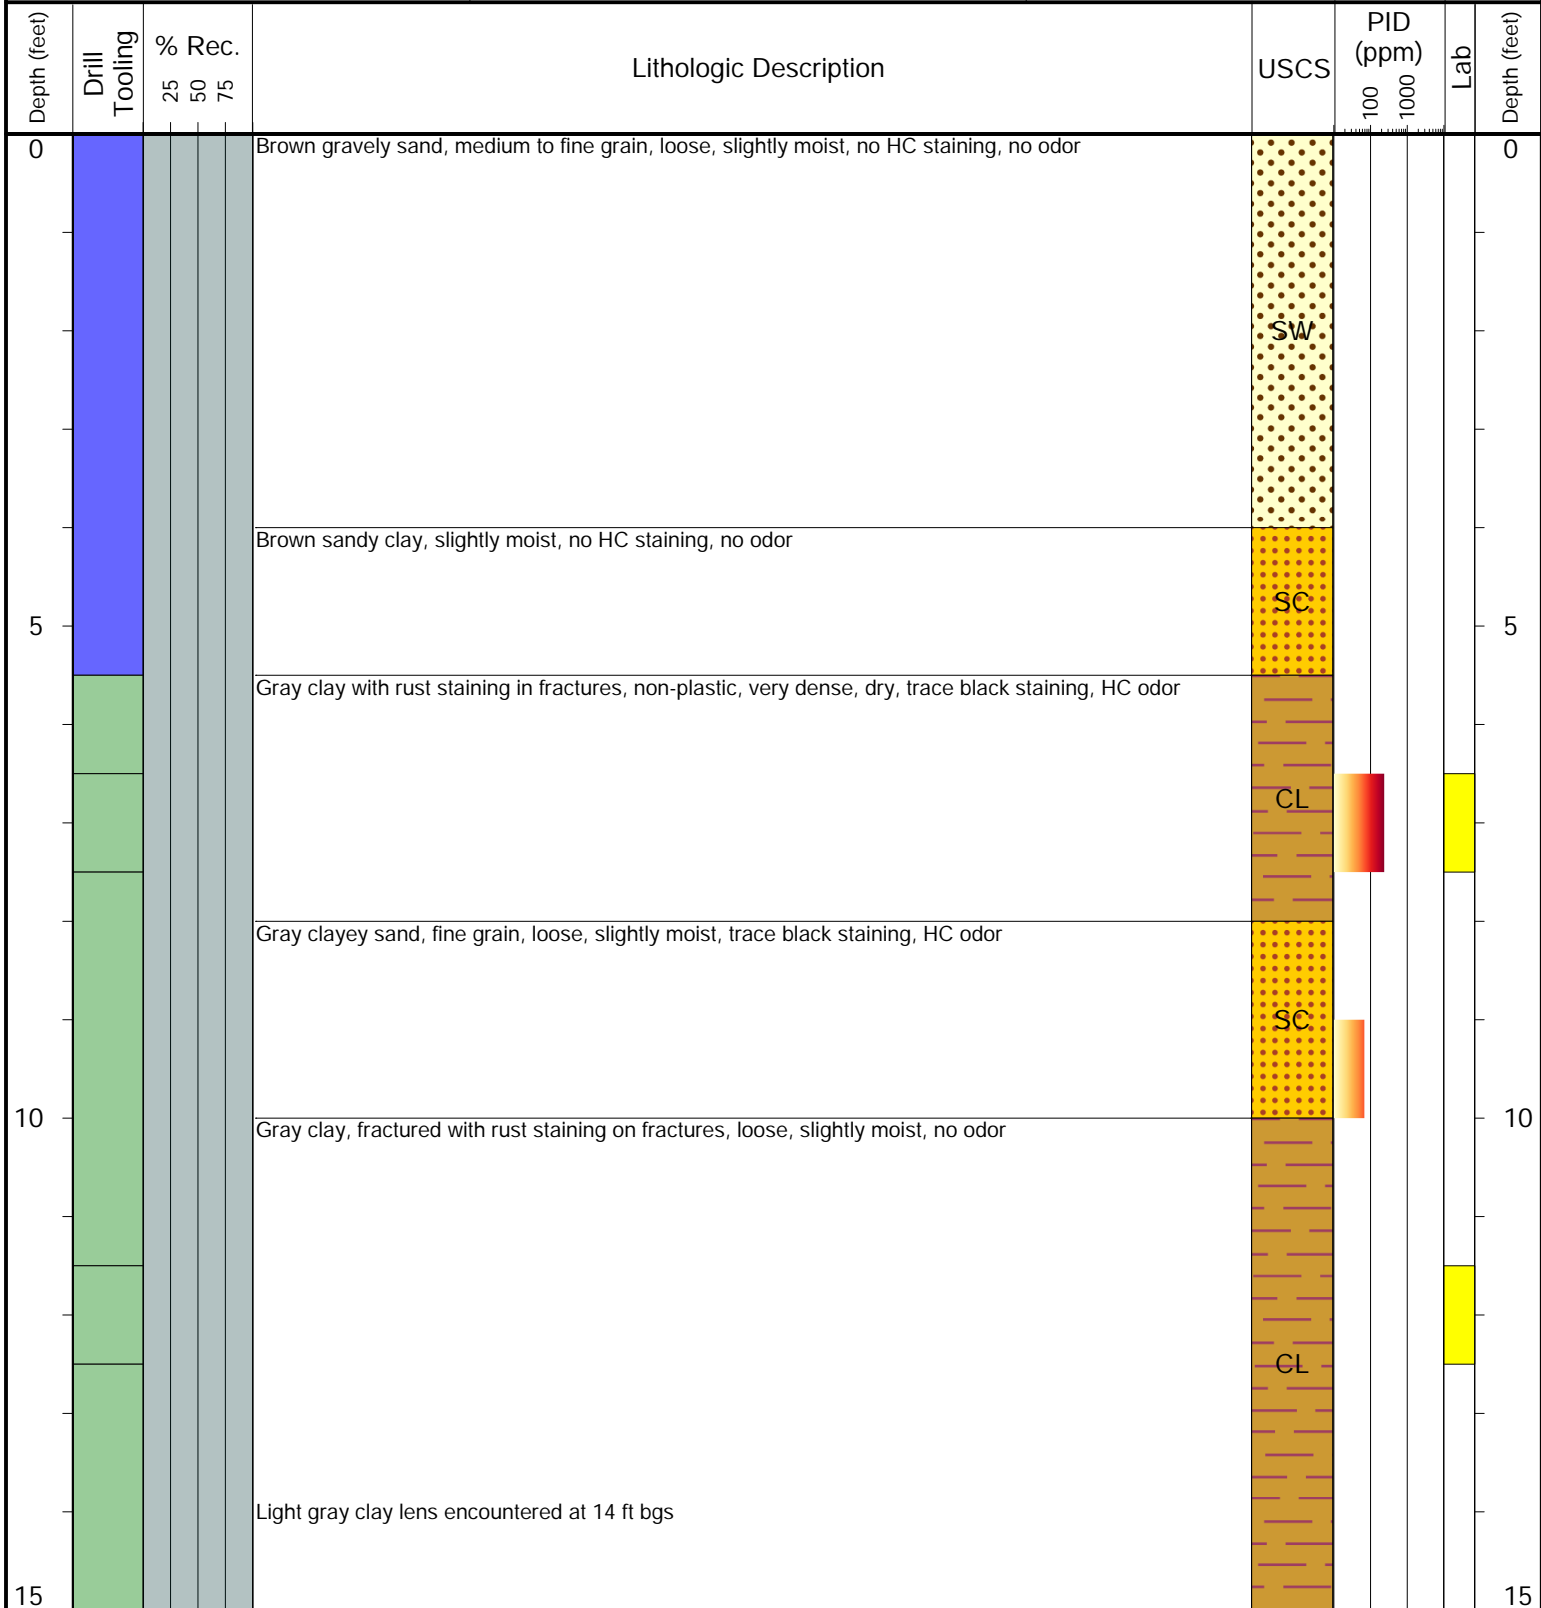 Depth (feet)
Drill Tooling
% Rec.
25 50 75
Lithologic Description
USCS
PID
(ppm)
100 1000
Lab
Depth (feet)
0 Brown gravely sand, medium to fine grain, loose, slightly moist, no HC staining, no odor 0
SW
Brown sandy clay, slightly moist, no HC staining, no odor
SC
5 5
Gray clay with rust staining in fractures, non-plastic, very dense, dry, trace black staining, HC odor
CL
Gray clayey sand, fine grain, loose, slightly moist, trace black staining, HC odor
SC
10 10
Gray clay, fractured with rust staining on fractures, loose, slightly moist, no odor
CL
Light gray clay lens encountered at 14 ft bgs
15 15